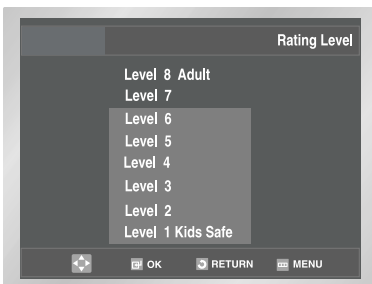 Rating Level
Level 8 Adult
Level 7
Level 6
Level 5
Level 4
Level 3
Level 2
Level 1 Kids Safe
OK RETURN MENU